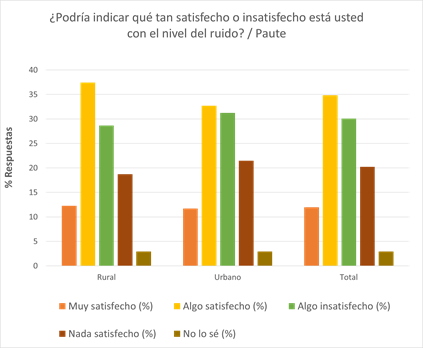 ¿Podría indicar qué tan satisfecho o insatisfecho está usted
con el nivel del ruido? / Paute
% Respuestas
40
35
30
25
20
15
10
5
0
Rural
Urbano
Total
Muy satisfecho (%)
Algo satisfecho (%)
Algo insatisfecho (%)
Nada satisfecho (%)
No lo sé (%)